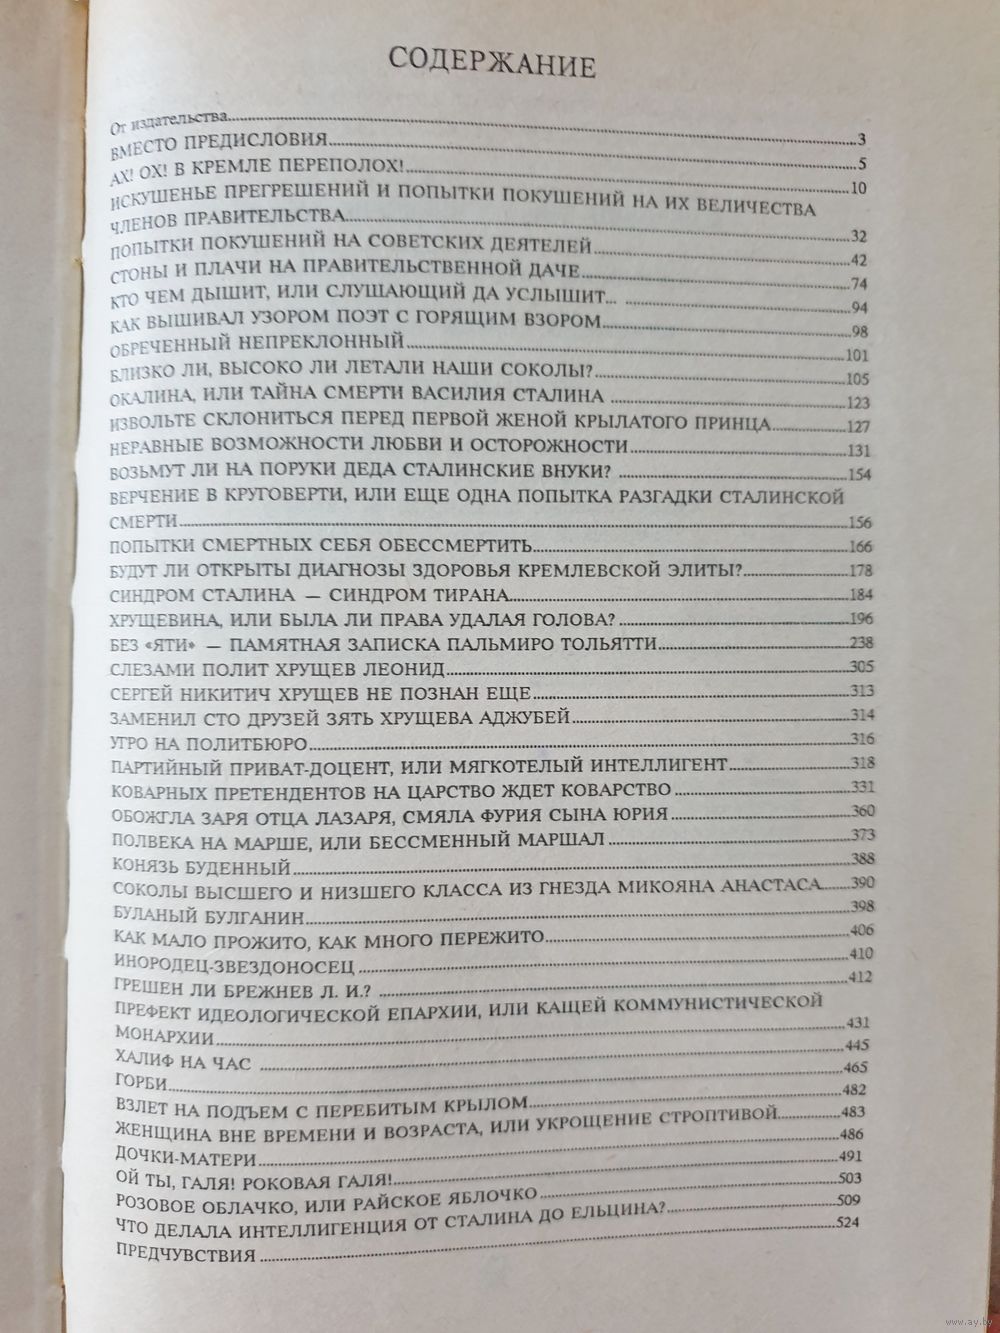 СОДЕРЖАНИЕ
От издательства 3
ВМЕСТО ПРЕДИСЛОВИЯ 5
АХ! ОХ! В КРЕМЛЕ ПЕРЕПОЛОХ! 10
ИСКУШЕНЬЕ ПРЕГРЕШЕНИЙ И ПОПЫТКИ ПОКУШЕНИЙ НА ИХ ВЕЛИЧЕСТВА
ЧЛЕНОВ ПРАВИТЕЛЬСТВА 32
ПОПЫТКИ ПОКУШЕНИЙ НА СОВЕТСКИХ ДЕЯТЕЛЕЙ 42
СТОНЫ И ПЛАЧИ НА ПРАВИТЕЛЬСТВЕННОЙ ДАЧЕ 74
КТО ЧЕМ ДЫШИТ, ИЛИ СЛУШАЮЩИЙ ДА УСЛЫШИТ... 94
КАК ВЫШИВАЛ УЗОРОМ ПОЭТ С ГОРЯЩИМ ВЗОРОМ 98
ОБРЕЧЕННЫЙ НЕПРЕКЛОННЫЙ 101
БЛИЗКО ЛИ, ВЫСОКО ЛИ ЛЕТАЛИ НАШИ СОКОЛЫ? 105
ОКАЛИНА, ИЛИ ТАЙНА СМЕРТИ ВАСИЛИЯ СТАЛИНА 123
ИЗВОЛЬТЕ СКЛОНИТЬСЯ ПЕРЕД ПЕРВОЙ ЖЕНОЙ КРЫЛАТОГО ПРИНЦА 127
НЕРАВНЫЕ ВОЗМОЖНОСТИ ЛЮБВИ И ОСТОРОЖНОСТИ 131
ВОЗЬМУТ ЛИ НА ПОРУКИ ДЕДА СТАЛИНСКИЕ ВНУКИ? 154
ВЕРЧЕНИЕ В КРУГОВЕРТИ, ИЛИ ЕЩЕ ОДНА ПОПЫТКА РАЗГАДКИ СТАЛИНСКОЙ
СМЕРТИ 156
ПОПЫТКИ СМЕРТНЫХ СЕБЯ ОБЕССМЕРТИТЬ 166
БУДУТ ЛИ ОТКРЫТЫ ДИАГНОЗЫ ЗДОРОВЬЯ КРЕМЛЕВСКОЙ ЭЛИТЫ? 178
СИНДРОМ СТАЛИНА — СИНДРОМ ТИРАНА 184
ХРУЩЕВИНА, ИЛИ БЫЛА ЛИ ПРАВА УДАЛАЯ ГОЛОВА? 196
БЕЗ «ЯТИ» — ПАМЯТНАЯ ЗАПИСКА ПАЛЬМИРО ТОЛЬЯТТИ 238
СЛЕЗАМИ ПОЛИТ ХРУЩЕВ ЛЕОНИД 305
СЕРГЕЙ НИКИТИЧ ХРУЩЕВ НЕ ПОЗНАН ЕЩЕ 313
ЗАМЕНИЛ СТО ДРУЗЕЙ ЗЯТЬ ХРУЩЕВА АДЖУБЕЙ 314
УТРО НА ПОЛИТБЮРО 316
ПАРТИЙНЫЙ ПРИВАТ-ДОЦЕНТ, ИЛИ МЯГКОТЕЛЫЙ ИНТЕЛЛИГЕНТ 318
КОВАРНЫХ ПРЕТЕНДЕНТОВ НА ЦАРСТВО ЖДЕТ КОВАРСТВО 331
ОБОЖГЛА ЗАРЯ ОТЦА ЛАЗАРЯ, СМЯЛА ФУРИЯ СЫНА ЮРИЯ 360
ПОЛВЕКА НА МАРШЕ, ИЛИ БЕССМЕННЫЙ МАРШАЛ 373
КОНЯЗЬ БУДЕННЫЙ 388
СОКОЛЫ ВЫСШЕГО И НИЗШЕГО КЛАССА ИЗ ГНЕЗДА МИКОЯНА АНАСТАСА 390
БУЛАНЫЙ БУЛГАНИН 398
КАК МАЛО ПРОЖИТО, КАК МНОГО ПЕРЕЖИТО 406
ИНОРОДЕЦ-ЗВЕЗДОНОСЕЦ 410
ГРЕШЕН ЛИ БРЕЖНЕВ Л. И.? 412
ПРЕФЕКТ ИДЕОЛОГИЧЕСКОЙ ЕПАРХИИ, ИЛИ КАЩЕЙ КОММУНИСТИЧЕСКОЙ
МОНАРХИИ 431
ХАЛИФ НА ЧАС 445
ГОРБИ 465
ВЗЛЕТ НА ПОДЪЕМ С ПЕРЕБИТЫМ КРЫЛОМ 482
ЖЕНЩИНА ВНЕ ВРЕМЕНИ И ВОЗРАСТА, ИЛИ УКРОЩЕНИЕ СТРОПТИВОЙ 483
ДОЧКИ-МАТЕРИ 486
ОЙ ТЫ, ГАЛЯ! РОКОВАЯ ГАЛЯ! 491
РОЗОВОЕ ОБЛАЧКО, ИЛИ РАЙСКОЕ ЯБЛОЧКО 503
ЧТО ДЕЛАЛА ИНТЕЛЛИГЕНЦИЯ ОТ СТАЛИНА ДО ЕЛЬЦИНА? 509
ПРЕДЧУВСТВИЯ 524
www.ay.by